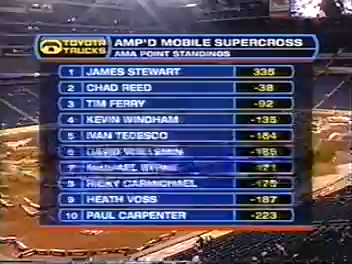 TOYOTA TRUCKS
AMP'D MOBILE SUPERCROSS
AMA POINT STANDINGS
1 JAMES STEWART 335
2 CHAD REED -38
3 TIM FERRY -92
4 KEVIN WINDHAM -135
5 IVAN TEDESCO -164
6 DAVID
7
8 RICKY CARMICHAEL -175
9 HEATH VOSS -187
10 PAUL CARPENTER -223